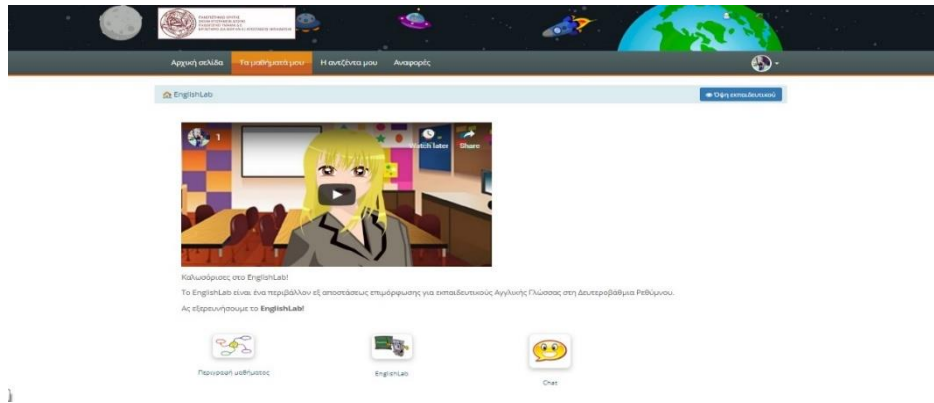 Αρχική σελίδα Τα μαθήματά μου Η αντζέντα μου Αναφορές
EnglishLab Όψη εκπαιδευτικού
1 Watch later Share
Καλωσόρισες στο EnglishLab!
Το EnglishLab είναι ένα περιβάλλον εξ αποστάσεως επιμόρφωσης για εκπαιδευτικούς Αγγλικής Γλώσσας στη Δευτεροβάθμια Ρεθύμνου.
Ας εξερευνήσουμε το EnglishLab!
Περιγραφή μαθήματος EnglishLab Chat